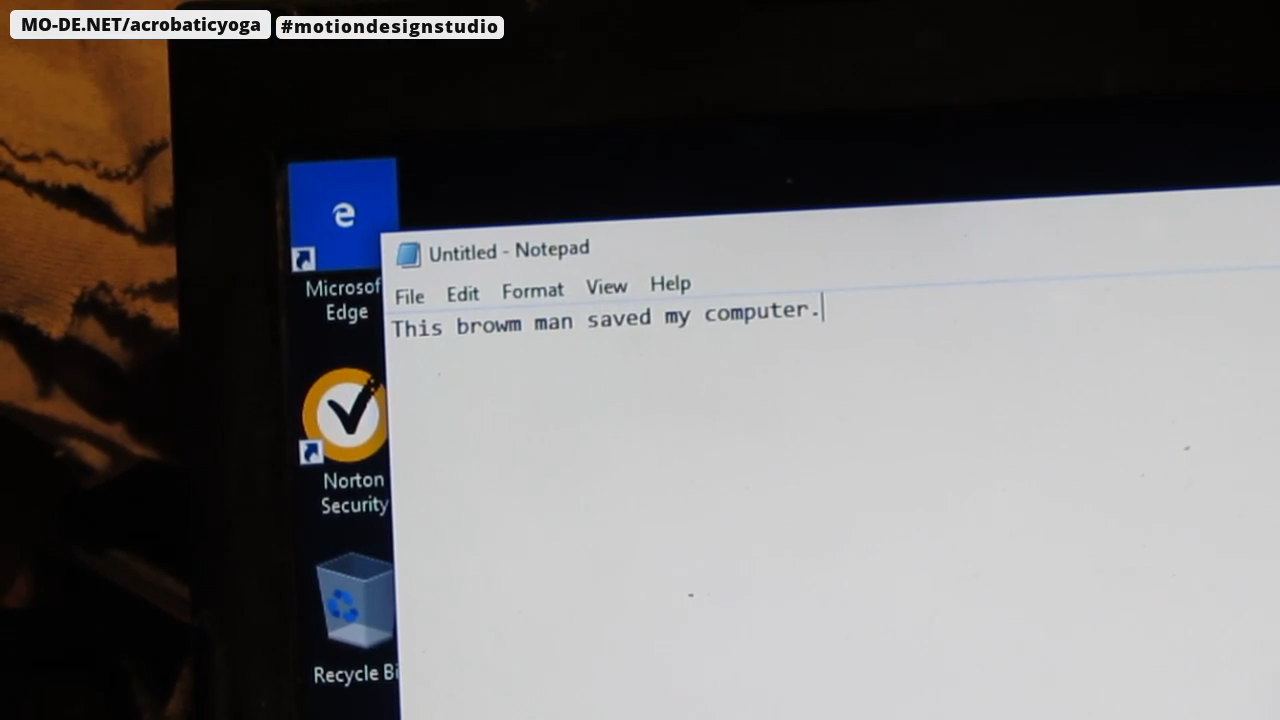 MO-DE.NET/acrobaticyoga #motiondesignstudio
Untitled - Notepad
File Edit Format View Help
This browm man saved my computer.
Microsof
Edge
Norton
Security
Recycle Bi